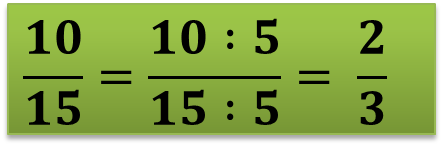 10/15 = 10 : 5/15 : 5 = 2/3